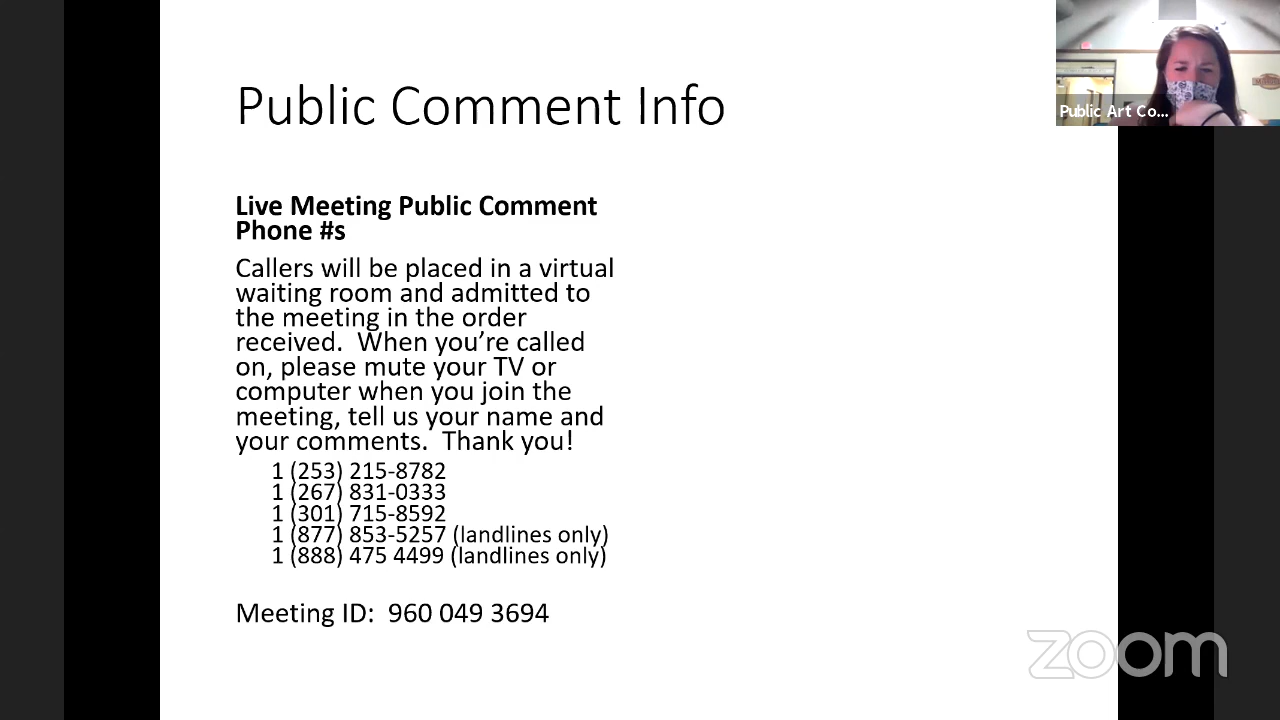 Public Comment Info
Public Art Co...
Live Meeting Public Comment
Phone #s
Callers will be placed in a virtual
waiting room and admitted to
the meeting in the order
received.  When you’re called
on, please mute your TV or
computer when you join the
meeting, tell us your name and
your comments.  Thank you!
1 (253) 215-8782
1 (267) 831-0333
1 (301) 715-8592
1 (877) 853-5257 (landlines only)
1 (888) 475 4499 (landlines only)
Meeting ID:  960 049 3694
zoom